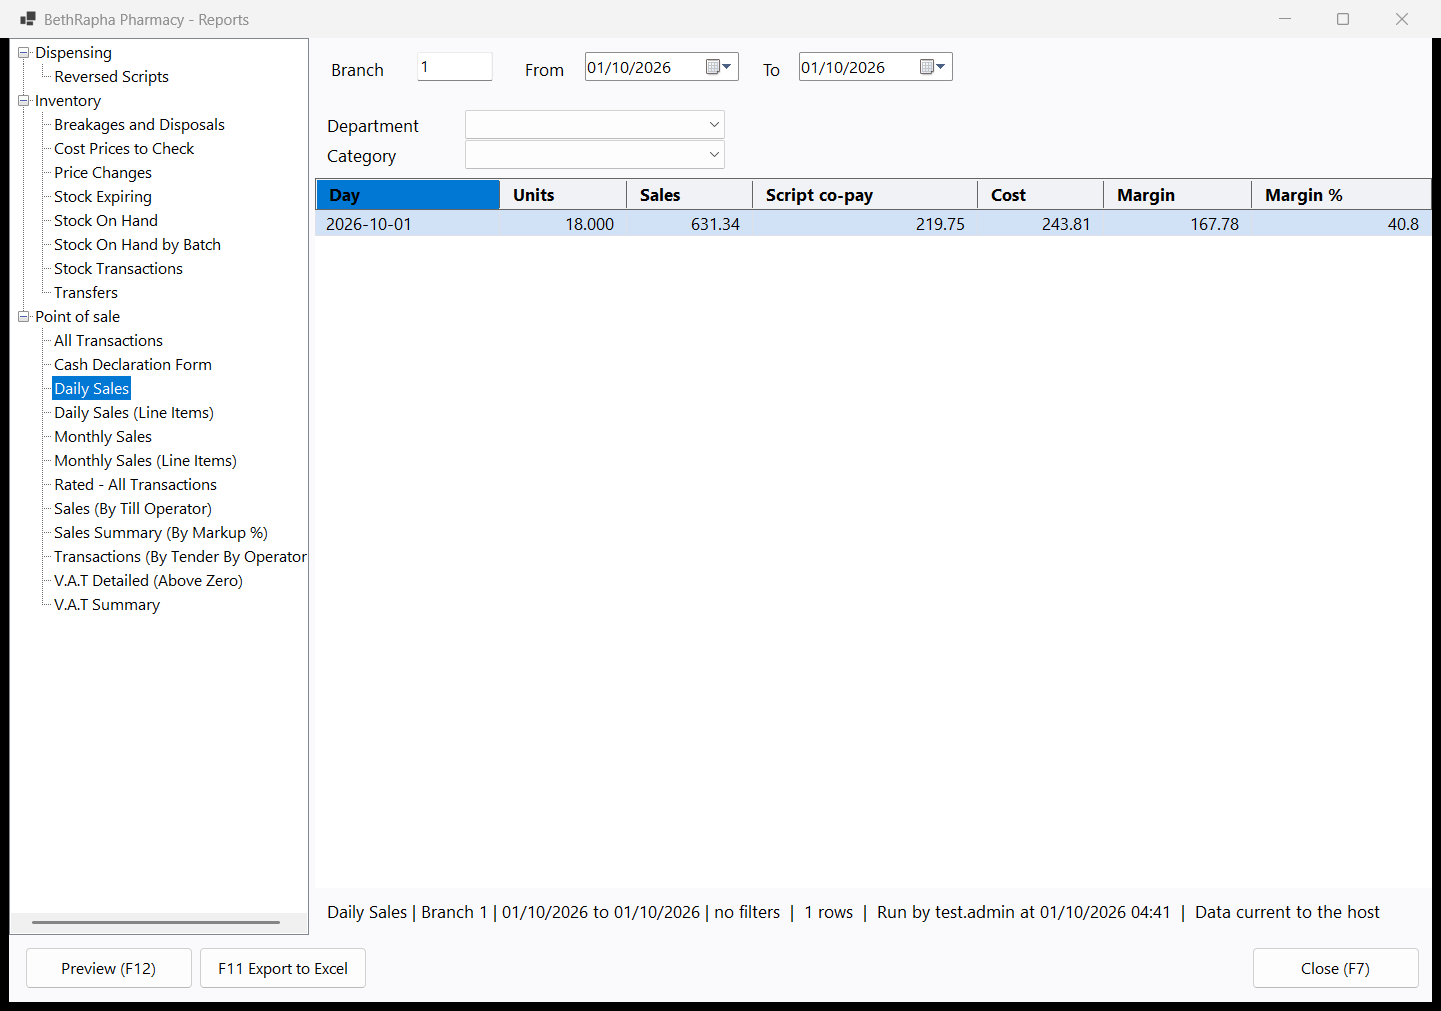 BethRapha Pharmacy - Reports
Dispensing
Reversed Scripts
Inventory
Breakages and Disposals
Cost Prices to Check
Price Changes
Stock Expiring
Stock On Hand
Stock On Hand by Batch
Stock Transactions
Transfers
Point of sale
All Transactions
Cash Declaration Form
Daily Sales
Daily Sales (Line Items)
Monthly Sales
Monthly Sales (Line Items)
Rated - All Transactions
Sales (By Till Operator)
Sales Summary (By Markup %)
Transactions (By Tender By Operator
V.A.T Detailed (Above Zero)
V.A.T Summary
Branch 1 From 01/10/2026 To 01/10/2026
Department
Category
Day Units Sales Script co-pay Cost Margin Margin %
2026-10-01 18.000 631.34 219.75 243.81 167.78 40.8
Daily Sales | Branch 1 | 01/10/2026 to 01/10/2026 | no filters | 1 rows | Run by test.admin at 01/10/2026 04:41 | Data current to the host
Preview (F12) F11 Export to Excel Close (F7)